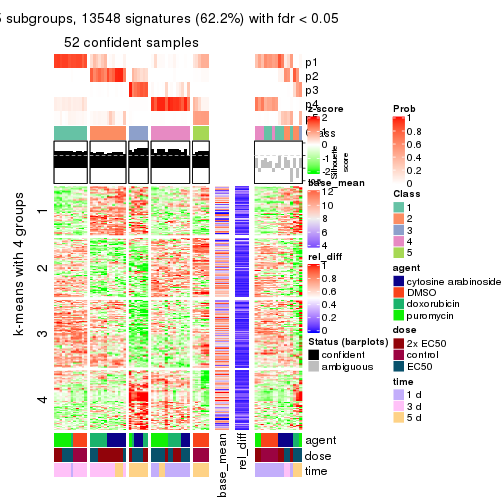 groups, 13548 signatures (62.2%) with fdr < 0.05
52 confident samples
p1
p2
p3
p4
k-means with 4 groups
1
2
3
4
agent
dose
time
base_mean
rel_diff
Silhouette
score
z-score
2
1
0
-1
-2
base_mean
12
10
8
6
4
rel_diff
1
0.8
0.6
0.4
0.2
0
Status (barplots)
confident
ambiguous
Prob
1
0.8
0.6
0.4
0.2
0
Class
1
2
3
4
5
agent
cytosine arabinoside
DMSO
doxorubicin
puromycin
dose
2x EC50
control
EC50
time
1 d
3 d
5 d